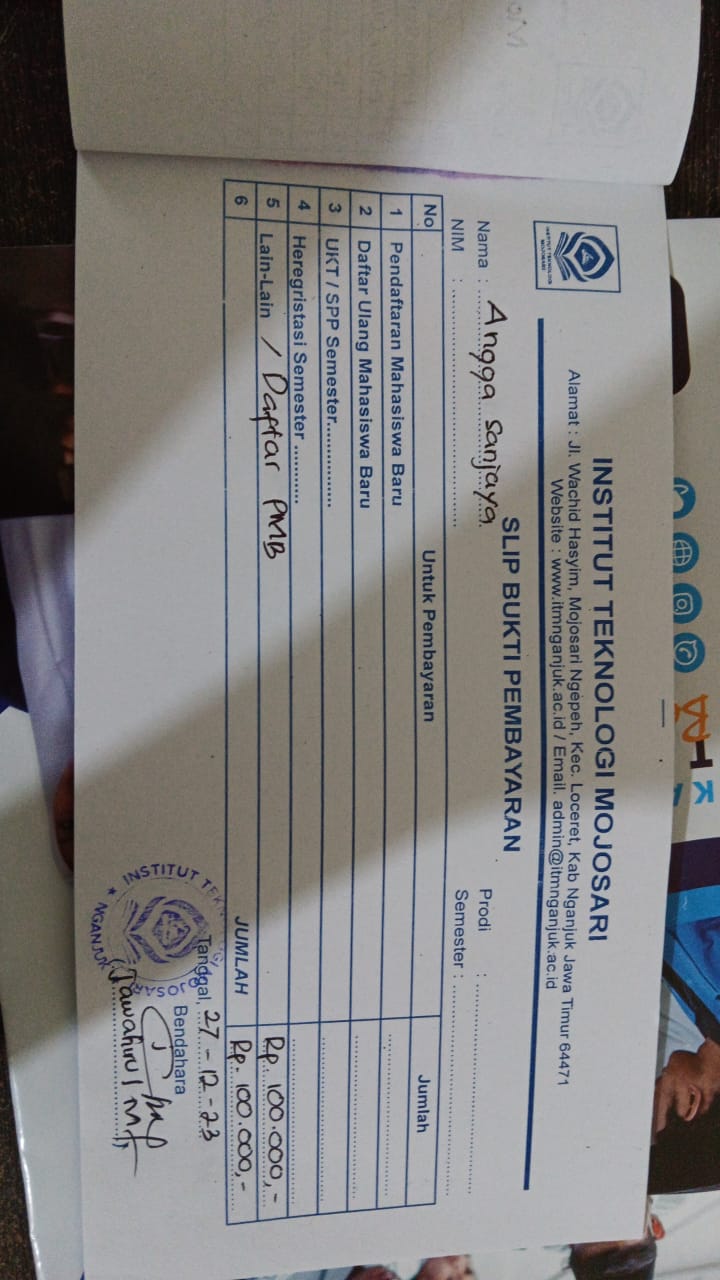 INSTITUT TEKNOLOGI MOJOSARI
Alamat : Jl. Wachid Hasyim, Mojosari Ngepeh, Kec. Loceret, Kab Nganjuk Jawa Timur 64471
Website : www.itmnganjuk.ac.id / Email. admin@itmnganjuk.ac.id
INSTITUT TEKNOLOGI
MOJOSARI
SLIP BUKTI PEMBAYARAN
Nama : Angga Sanjaya Prodi :
NIM : Semester :
No Untuk Pembayaran Jumlah
1 Pendaftaran Mahasiswa Baru
2 Daftar Ulang Mahasiswa Baru
3 UKT / SPP Semester
4 Heregristasi Semester
5 Lain-Lain / Daftar PMB Rp. 100.000,-
6 JUMLAH Rp. 100.000,-
Tanggal, 27-12-23
Bendahara
INSTITUT TEKNOLOGI MOJOSARI
NGANJUK